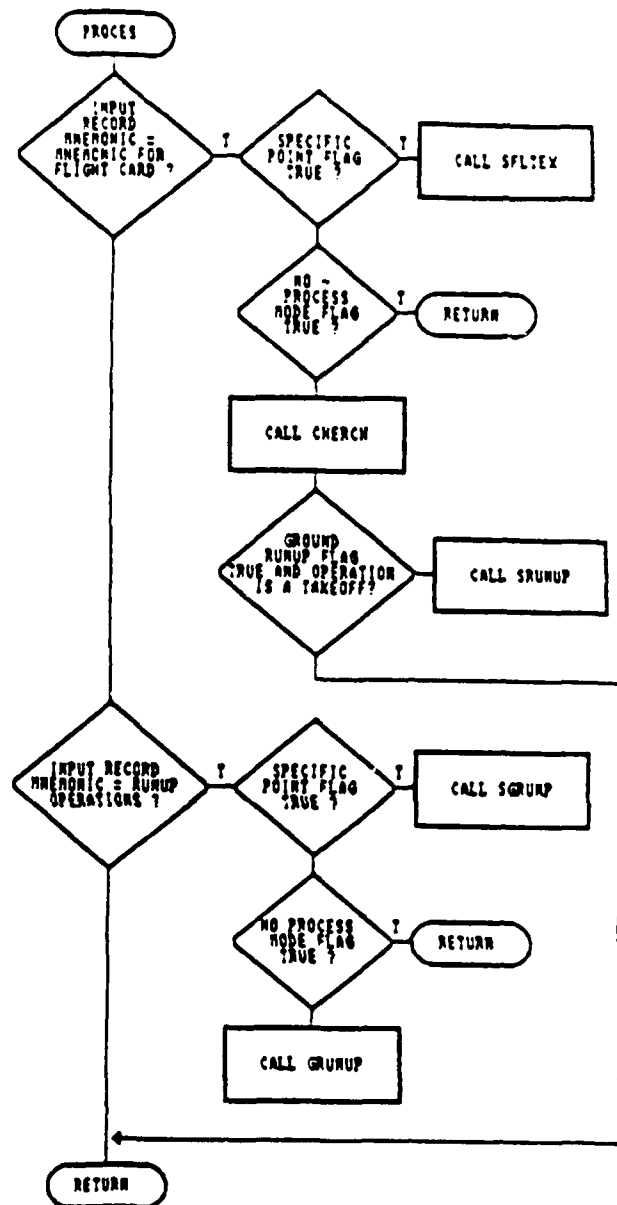 PROCES
INPUT
RECORD
MNEMONIC =
MNEMONIC FOR
FLIGHT CARD ?
T
SPECIFIC
POINT FLAG
TRUE ?
T
CALL SFLTEX
NO -
PROCESS
MODE FLAG
TRUE ?
T
RETURN
CALL CHERCH
GROUND
RUNUP FLAG
TRUE AND OPERATION
IS A TAKEOFF?
CALL SRUNUP
INPUT RECORD
MNEMONIC = RUNUP
OPERATIONS ?
T
SPECIFIC
POINT FLAG
TRUE ?
T
CALL SGRUNP
NO PROCESS
MODE FLAG
TRUE ?
T
RETURN
CALL GRUNUP
RETURN